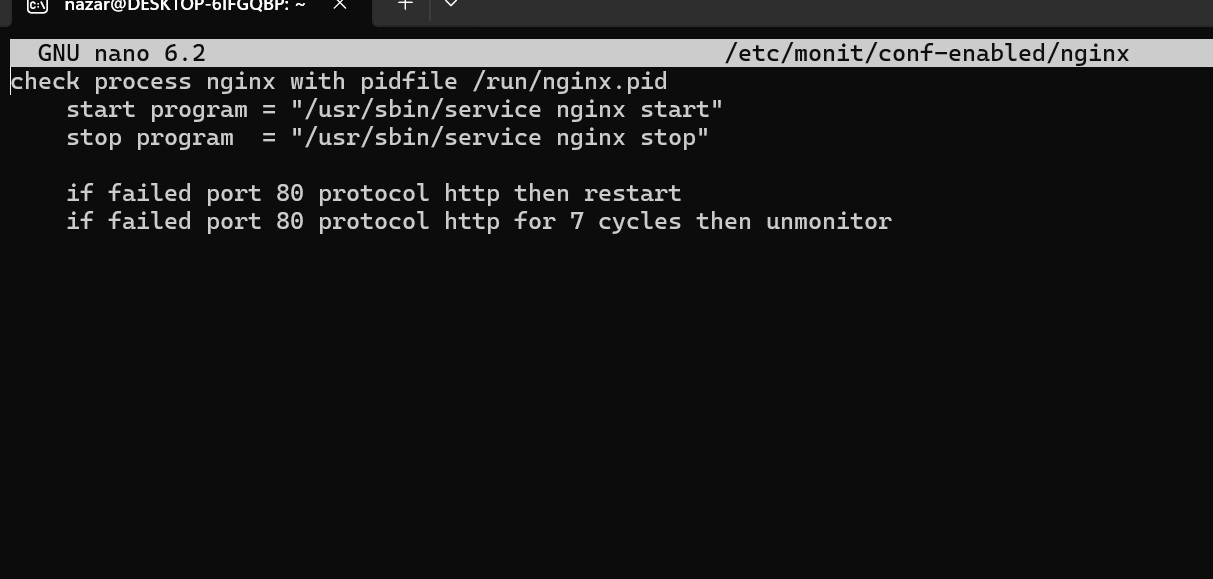 nazar@DESKTOP-6IFGQBP: ~
GNU nano 6.2 /etc/monit/conf-enabled/nginx
check process nginx with pidfile /run/nginx.pid
start program = "/usr/sbin/service nginx start"
stop program  = "/usr/sbin/service nginx stop"
if failed port 80 protocol http then restart
if failed port 80 protocol http for 7 cycles then unmonitor